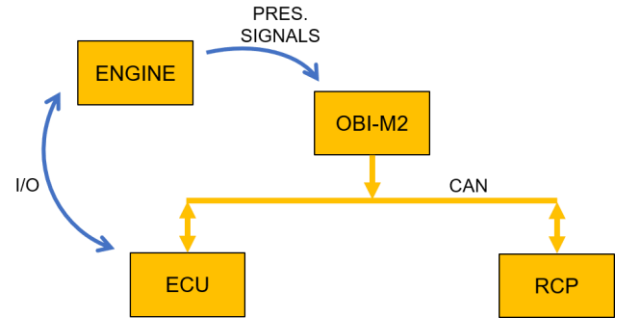 PRES.
SIGNALS
ENGINE
OBI-M2
I/O
CAN
ECU
RCP